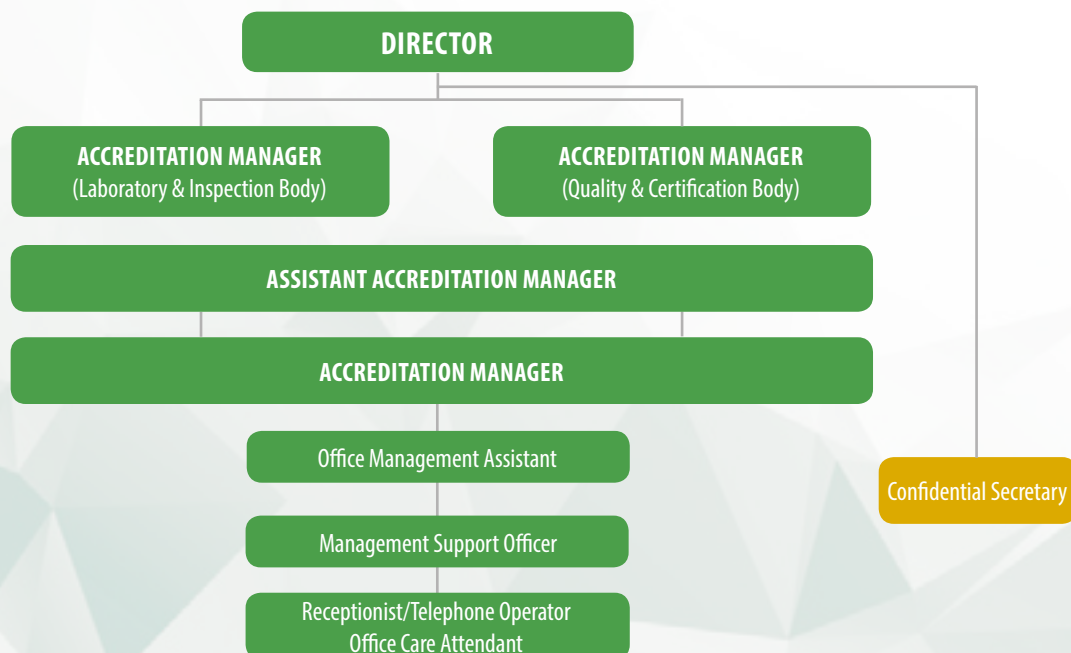 DIRECTOR
ACCREDITATION MANAGER
(Laboratory & Inspection Body)
ACCREDITATION MANAGER
(Quality & Certification Body)
ASSISTANT ACCREDITATION MANAGER
ACCREDITATION MANAGER
Office Management Assistant
Confidential Secretary
Management Support Officer
Receptionist/Telephone Operator
Office Care Attendant